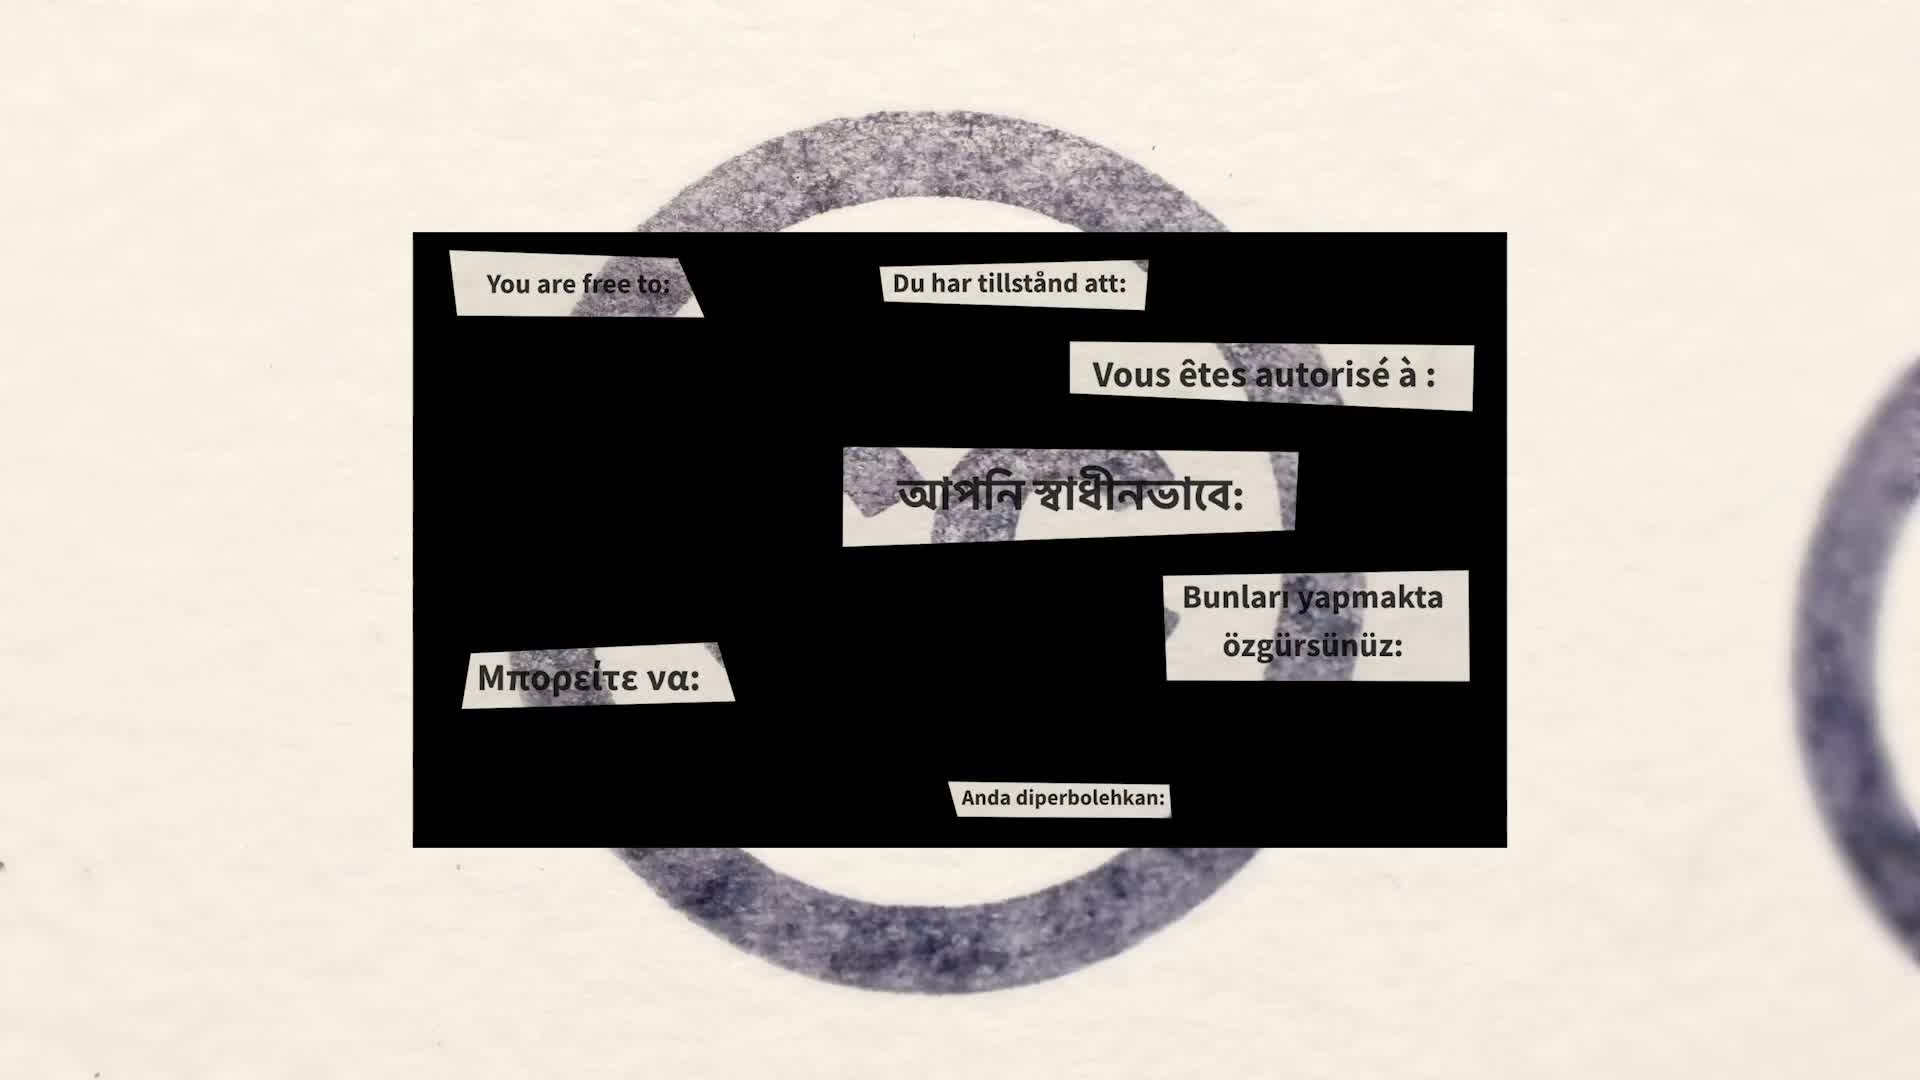 You are free to:
Du har tillstånd att:
Vous êtes autorisé à :
আপনি স্বাধীনভাবে:
Bunları yapmakta
özgürsünüz:
Μπορείτε να:
Anda diperbolehkan: